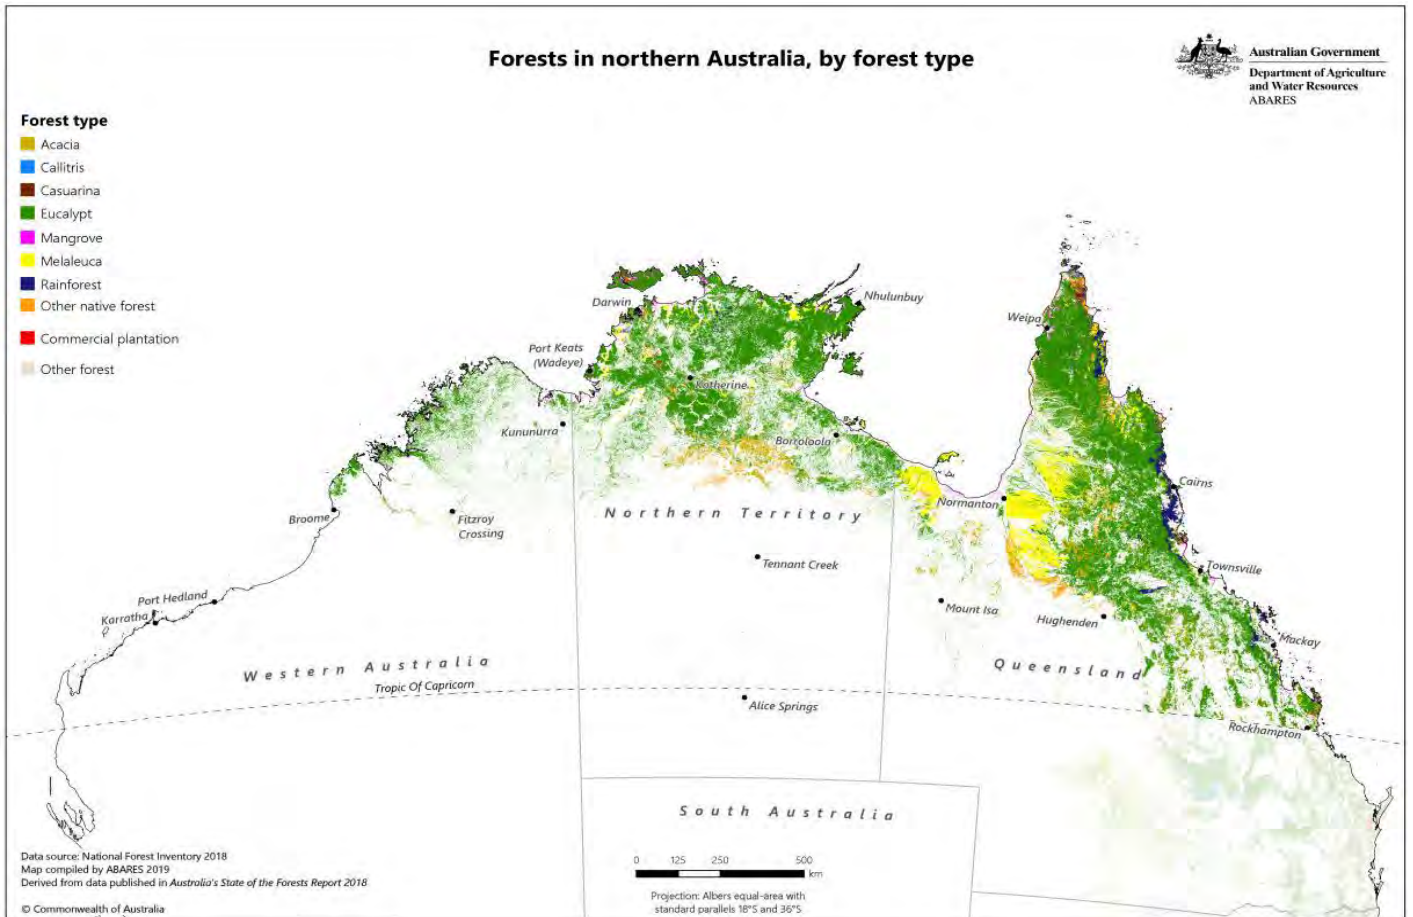 Forests in northern Australia, by forest type
Australian Government
Department of Agriculture
and Water Resources
ABARES
Forest type
Acacia
Callitris
Casuarina
Eucalypt
Mangrove
Melaleuca
Rainforest
Other native forest
Commercial plantation
Other forest
Darwin
Nhulunbuy
Weipa
Port Keats
(Wadeye)
Katherine
Kununurra
Borroloola
Cairns
Normanton
Broome
Fitzroy
Crossing
Northern Territory
Tennant Creek
Townsville
Port Hedland
Karratha
Mount Isa
Hughenden
Mackay
Western Australia
Queensland
Tropic Of Capricorn
Alice Springs
Rockhampton
South Australia
Data source: National Forest Inventory 2018
Map compiled by ABARES 2019
Derived from data published in Australia's State of the Forests Report 2018
© Commonwealth of Australia
0 125 250 500
km
Projection: Albers equal-area with
standard parallels 18°S and 36°S